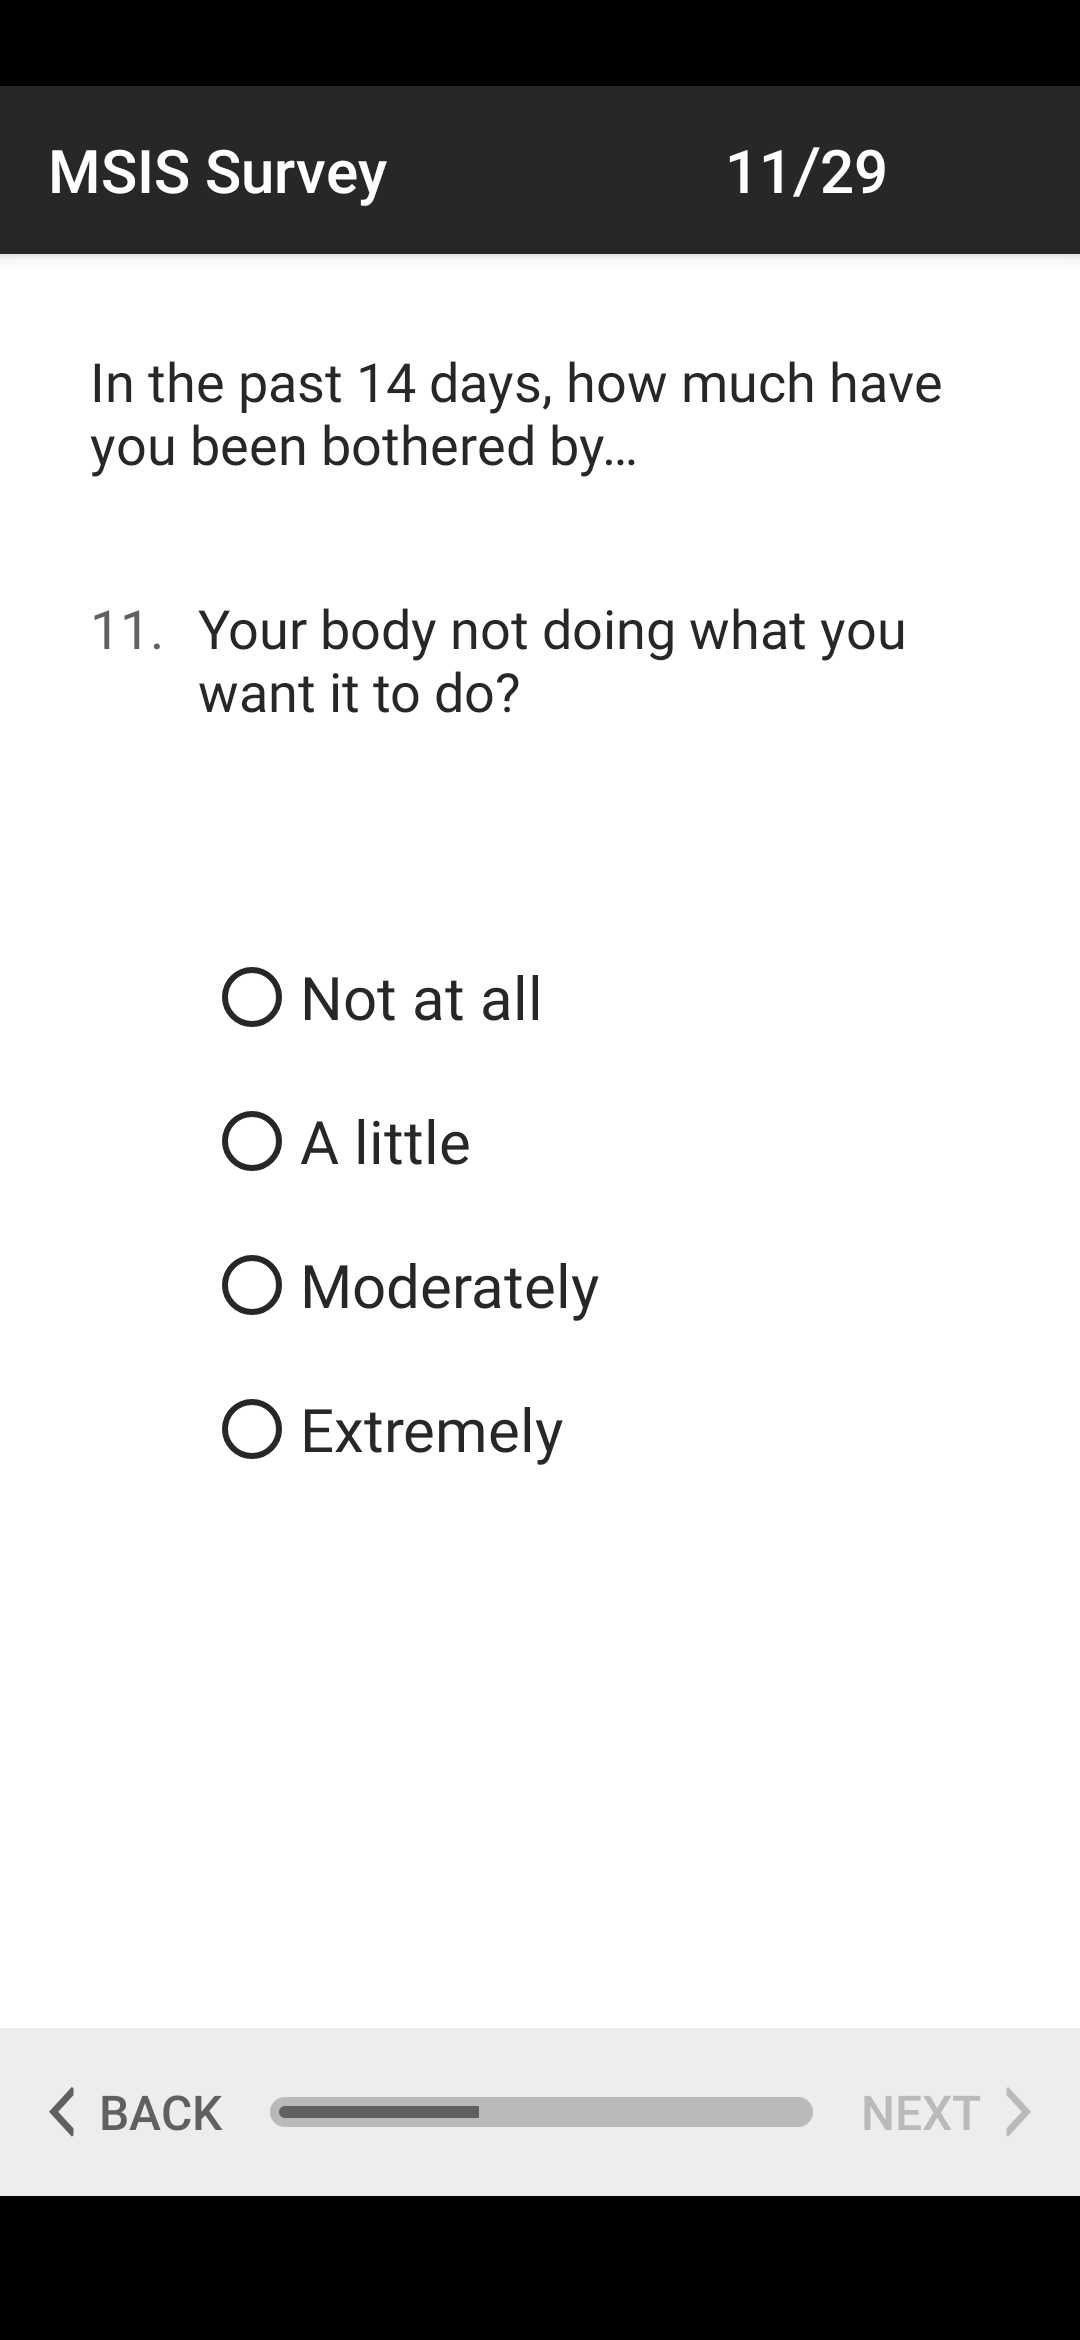 MSIS Survey 11/29
In the past 14 days, how much have
you been bothered by...
11. Your body not doing what you
want it to do?
Not at all
A little
Moderately
Extremely
BACK NEXT